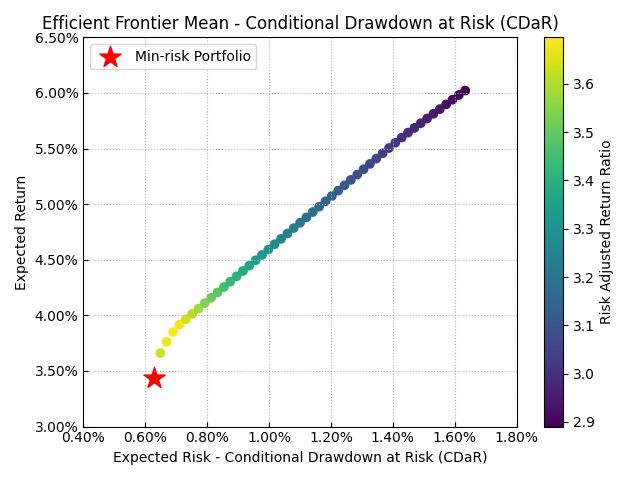 Efficient Frontier Mean - Conditional Drawdown at Risk (CDaR)
Min-risk Portfolio
6.50%
6.00%
5.50%
5.00%
4.50%
4.00%
3.50%
3.00%
Expected Return
0.40% 0.60% 0.80% 1.00% 1.20% 1.40% 1.60% 1.80%
Expected Risk - Conditional Drawdown at Risk (CDaR)
3.6
3.5
3.4
3.3
3.2
3.1
3.0
2.9
Risk Adjusted Return Ratio